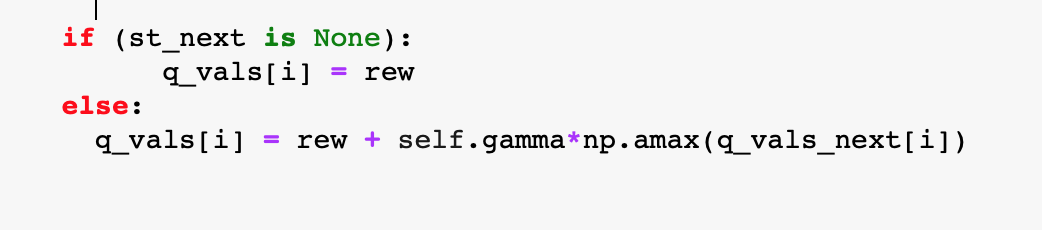 if (st_next is None):
      q_vals[i] = rew
else:
  q_vals[i] = rew + self.gamma*np.amax(q_vals_next[i])